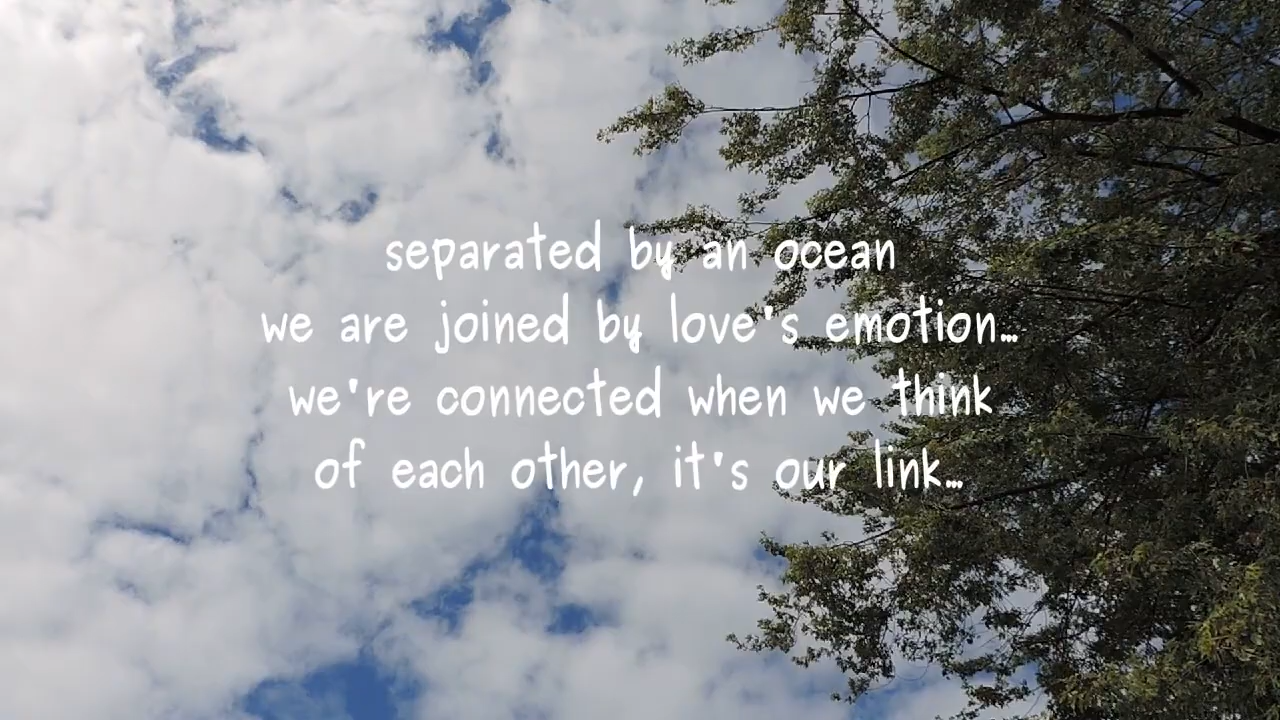 separated by an ocean
we are joined by love's emotion...
we're connected when we think
of each other, it's our link...